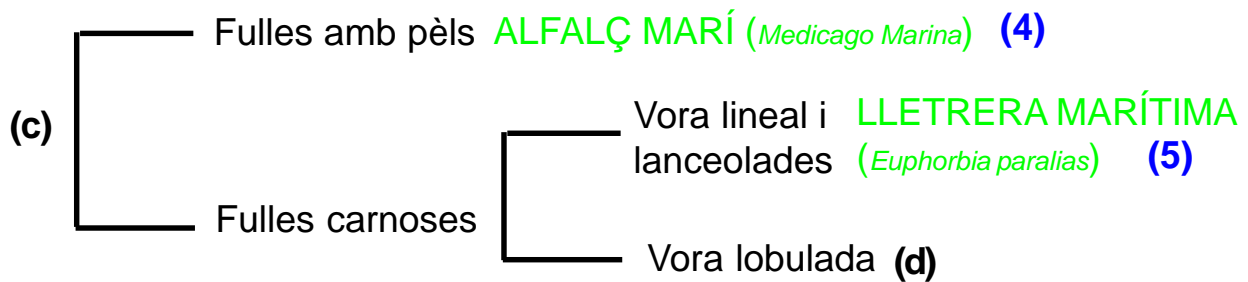 Fulles amb pèls ALFALÇ MARÍ (Medicago Marina) (4)
(c)
Vora lineal i LLETRERA MARÍTIMA
lanceolades (Euphorbia paralias) (5)
Fulles carnoses
Vora lobulada (d)